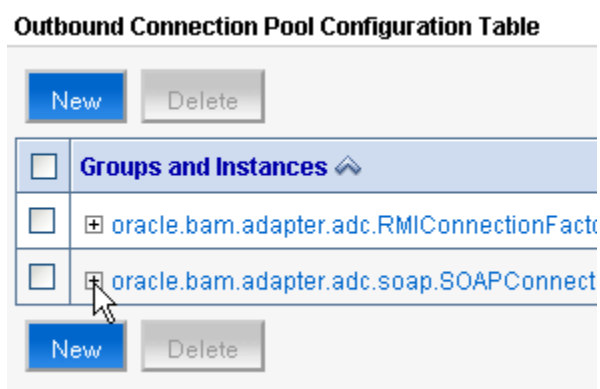 Outbound Connection Pool Configuration Table
New Delete
Groups and Instances
oracle.bam.adapter.adc.RMIConnectionFacto
oracle.bam.adapter.adc.soap.SOAPConnect
New Delete